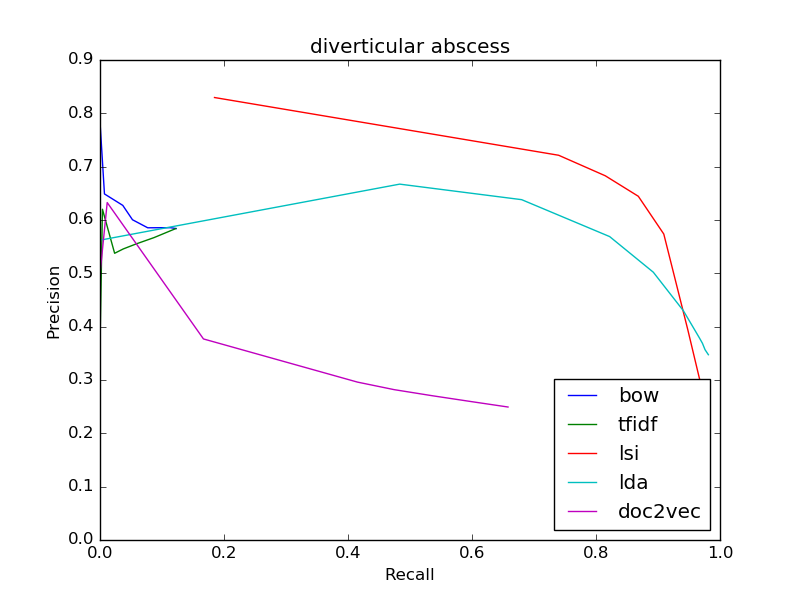 diverticular abscess
0.9
0.8
0.7
0.6
0.5
0.4
0.3
0.2
0.1
0.0
Precision
0.0 0.2 0.4 0.6 0.8 1.0
Recall
bow
tfidf
lsi
lda
doc2vec